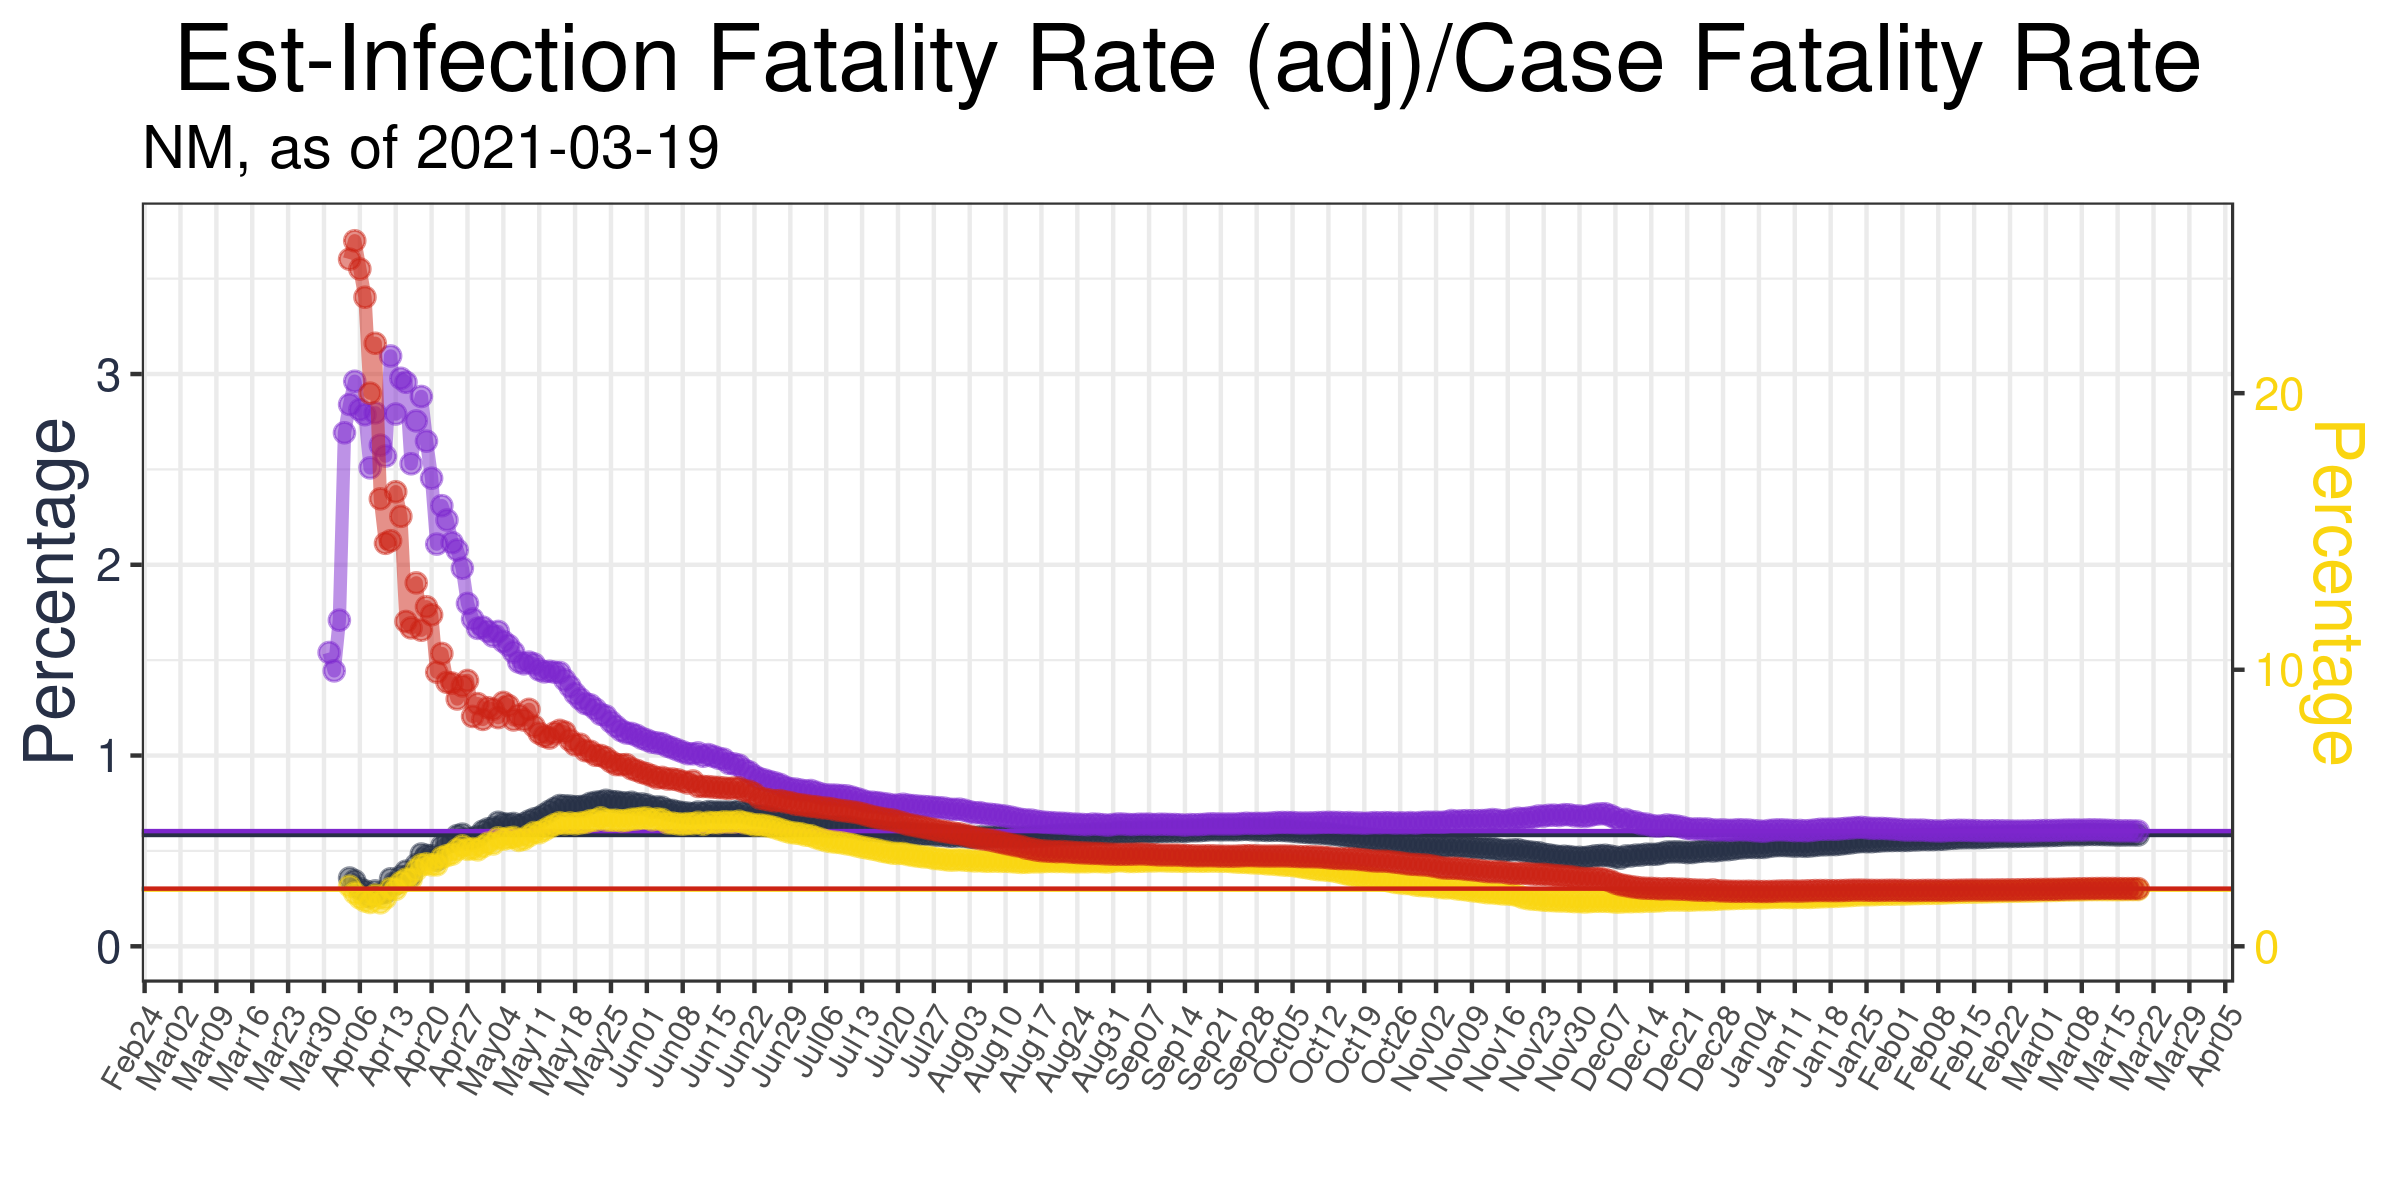 Est-Infection Fatality Rate (adj)/Case Fatality Rate
NM, as of 2021-03-19
Percentage
3
2
1
0
20
10
0
Percentage
Feb24
Mar02
Mar09
Mar16
Mar23
Mar30
Apr06
Apr13
Apr20
Apr27
May04
May11
May18
May25
Jun01
Jun08
Jun15
Jun22
Jun29
Jul06
Jul13
Jul20
Jul27
Aug03
Aug10
Aug17
Aug24
Aug31
Sep07
Sep14
Sep21
Sep28
Oct05
Oct12
Oct19
Oct26
Nov02
Nov09
Nov16
Nov23
Nov30
Dec07
Dec14
Dec21
Dec28
Jan04
Jan11
Jan18
Jan25
Feb01
Feb08
Feb15
Feb22
Mar01
Mar08
Mar15
Mar22
Mar29
Apr05